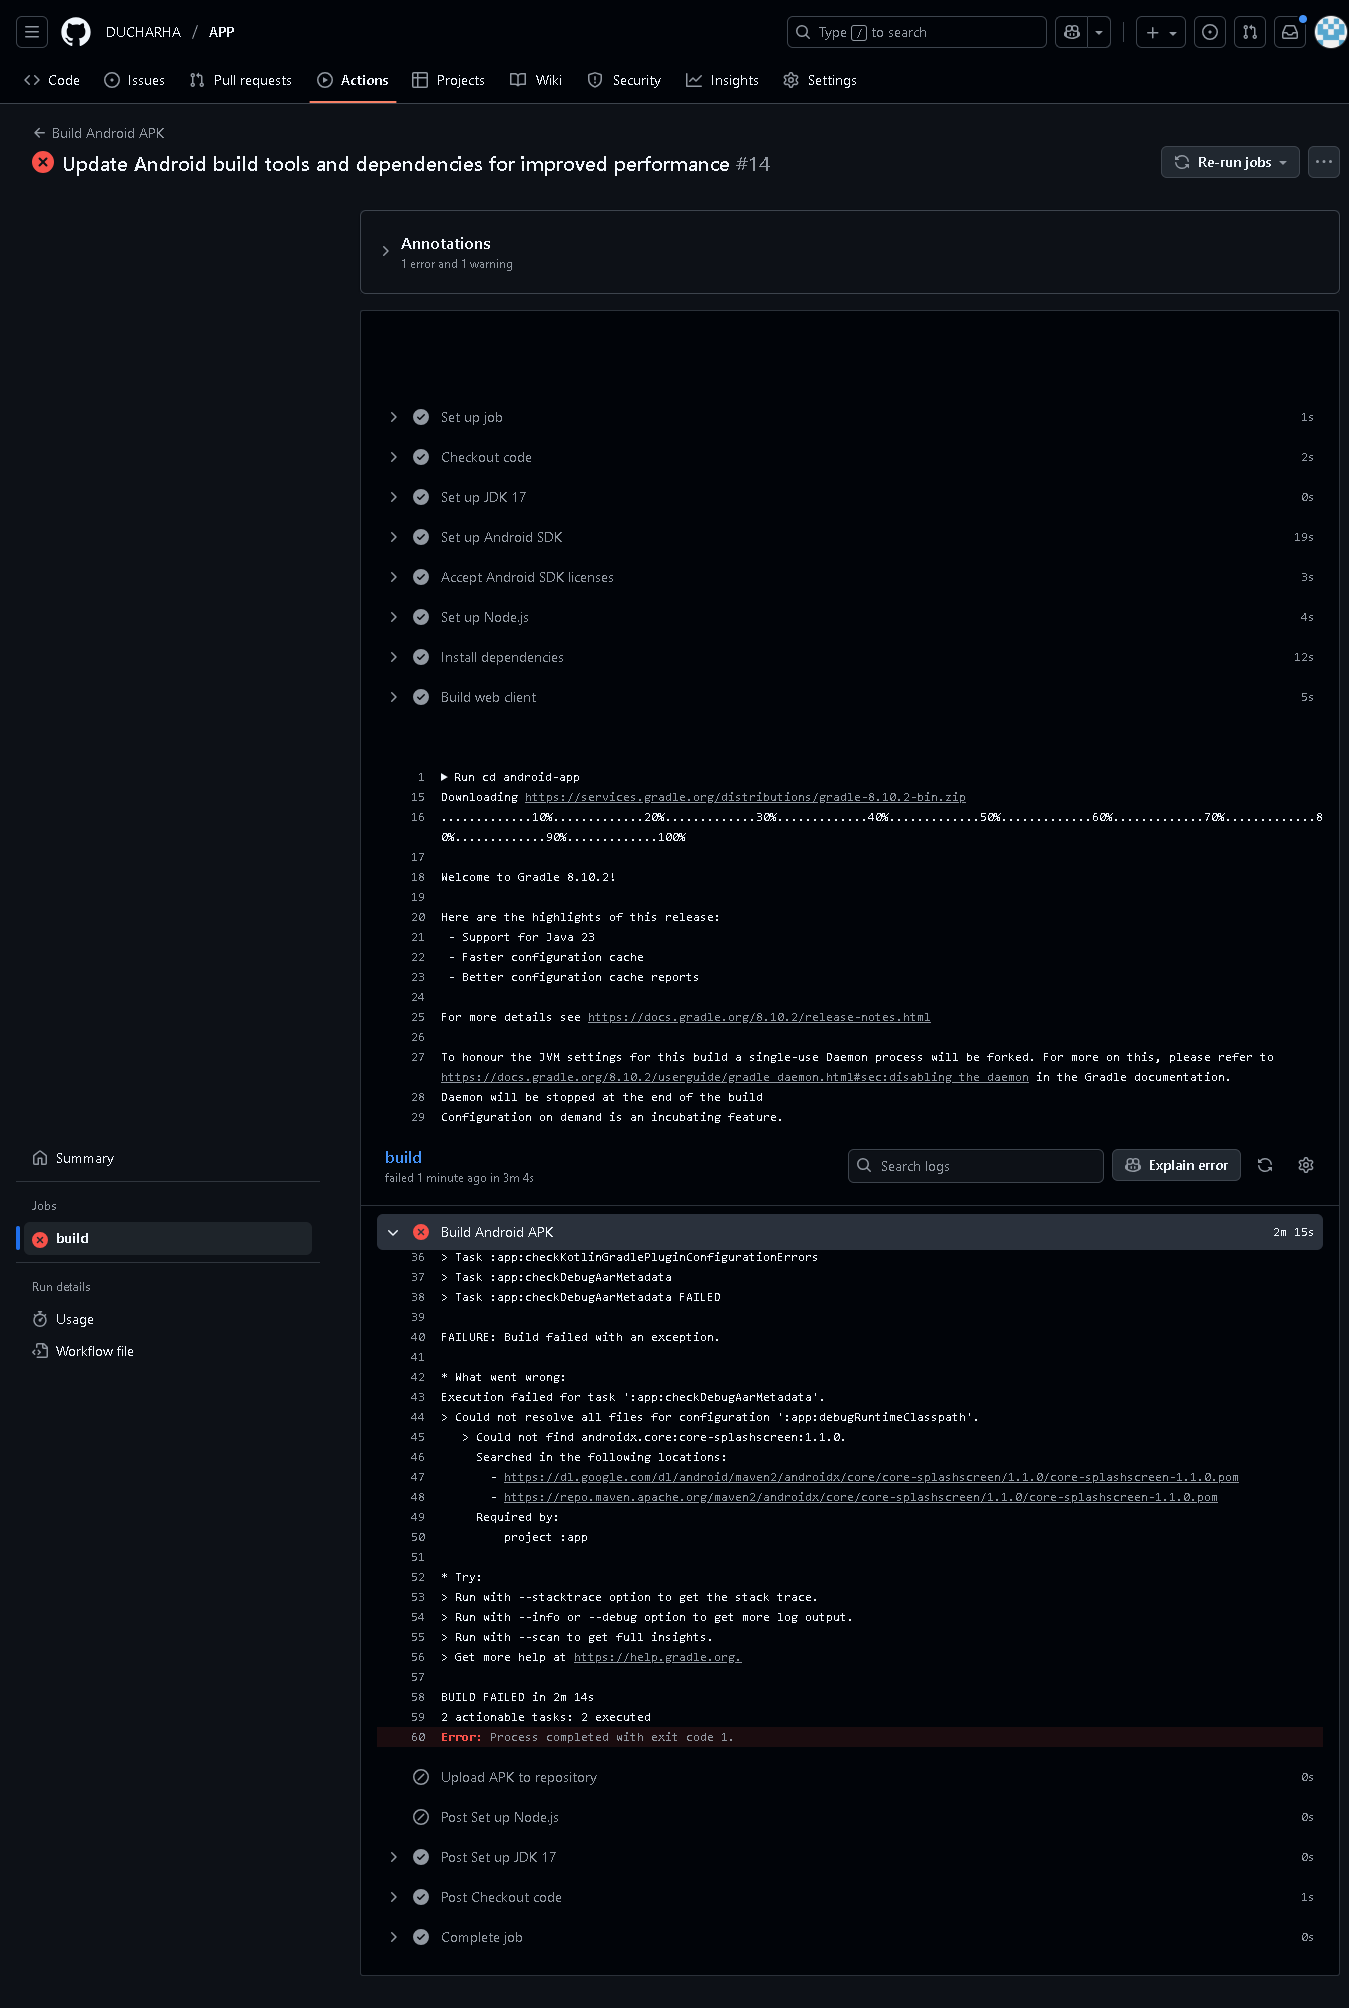 DUCHARHA / APP
Type / to search
Code
Issues
Pull requests
Actions
Projects
Wiki
Security
Insights
Settings
← Build Android APK
Update Android build tools and dependencies for improved performance #14
Re-run jobs
Annotations
1 error and 1 warning
Set up job 1s
Checkout code 2s
Set up JDK 17 0s
Set up Android SDK 19s
Accept Android SDK licenses 3s
Set up Node.js 4s
Install dependencies 12s
Build web client 5s
1 ▶ Run cd android-app
15 Downloading https://services.gradle.org/distributions/gradle-8.10.2-bin.zip
16 .............10%.............20%.............30%.............40%.............50%.............60%.............70%.............8
0%.............90%.............100%
17
18 Welcome to Gradle 8.10.2!
19
20 Here are the highlights of this release:
21 - Support for Java 23
22 - Faster configuration cache
23 - Better configuration cache reports
24
25 For more details see https://docs.gradle.org/8.10.2/release-notes.html
26
27 To honour the JVM settings for this build a single-use Daemon process will be forked. For more on this, please refer to
https://docs.gradle.org/8.10.2/userguide/gradle_daemon.html#sec:disabling_the_daemon in the Gradle documentation.
28 Daemon will be stopped at the end of the build
29 Configuration on demand is an incubating feature.
Summary
Jobs
build
Run details
Usage
Workflow file
build
failed 1 minute ago in 3m 4s
Search logs
Explain error
Build Android APK 2m 15s
36 > Task :app:checkKotlinGradlePluginConfigurationErrors
37 > Task :app:checkDebugAarMetadata
38 > Task :app:checkDebugAarMetadata FAILED
39
40 FAILURE: Build failed with an exception.
41
42 * What went wrong:
43 Execution failed for task ':app:checkDebugAarMetadata'.
44 > Could not resolve all files for configuration ':app:debugRuntimeClasspath'.
45 > Could not find androidx.core:core-splashscreen:1.1.0.
46 Searched in the following locations:
47 - https://dl.google.com/dl/android/maven2/androidx/core/core-splashscreen/1.1.0/core-splashscreen-1.1.0.pom
48 - https://repo.maven.apache.org/maven2/androidx/core/core-splashscreen/1.1.0/core-splashscreen-1.1.0.pom
49 Required by:
50 project :app
51
52 * Try:
53 > Run with --stacktrace option to get the stack trace.
54 > Run with --info or --debug option to get more log output.
55 > Run with --scan to get full insights.
56 > Get more help at https://help.gradle.org.
57
58 BUILD FAILED in 2m 14s
59 2 actionable tasks: 2 executed
60 Error: Process completed with exit code 1.
Upload APK to repository 0s
Post Set up Node.js 0s
Post Set up JDK 17 0s
Post Checkout code 1s
Complete job 0s